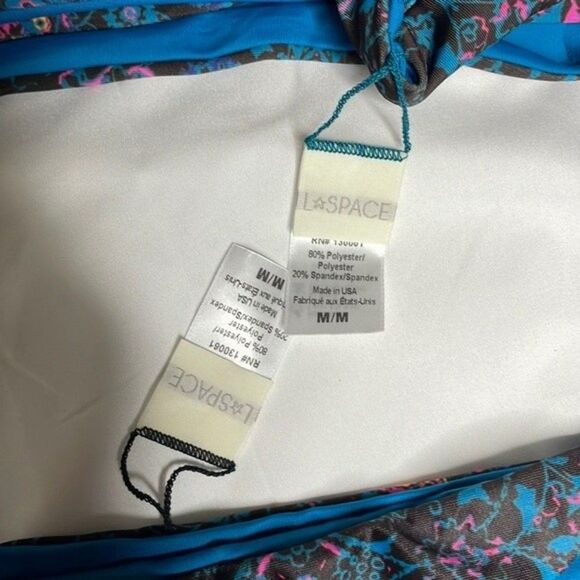 L☆SPACE
RN# 130061
80% Polyester/
Polyester
20% Spandex/Spandex
Made in USA
Fabriqué aux États-Unis
M/M
L☆SPACE
RN# 130061
80% Polyester/
Polyester
20% Spandex/Spandex
Made in USA
qué aux États-Unis
M/M